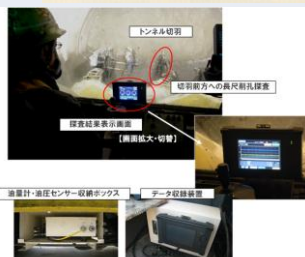 トンネル切羽
切羽前方への長尺削孔探査
探査結果表示画面
【画面拡大・切替】
油量計・油圧センサー収納ボックス
データ収録装置